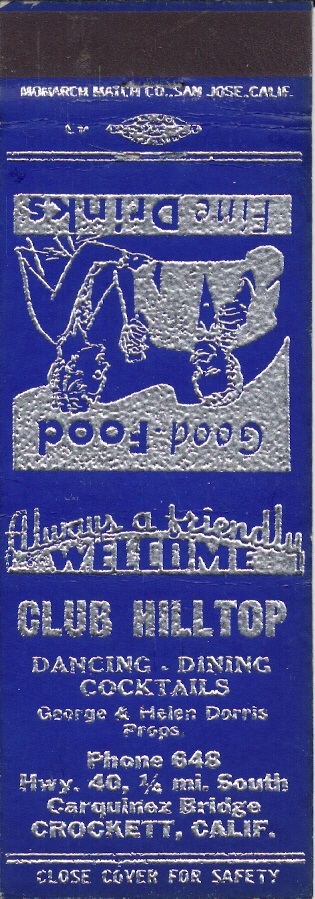 MONARCH MATCH CO., SAN JOSE, CALIF.
Good Food
Fine Drinks
Always a friendly
WELCOME
CLUB HILLTOP
DANCING - DINING
COCKTAILS
George & Helen Dorris
Props.
Phone 648
Hwy. 40, ¼ mi. South
Carquinez Bridge
CROCKETT, CALIF.
CLOSE COVER FOR SAFETY